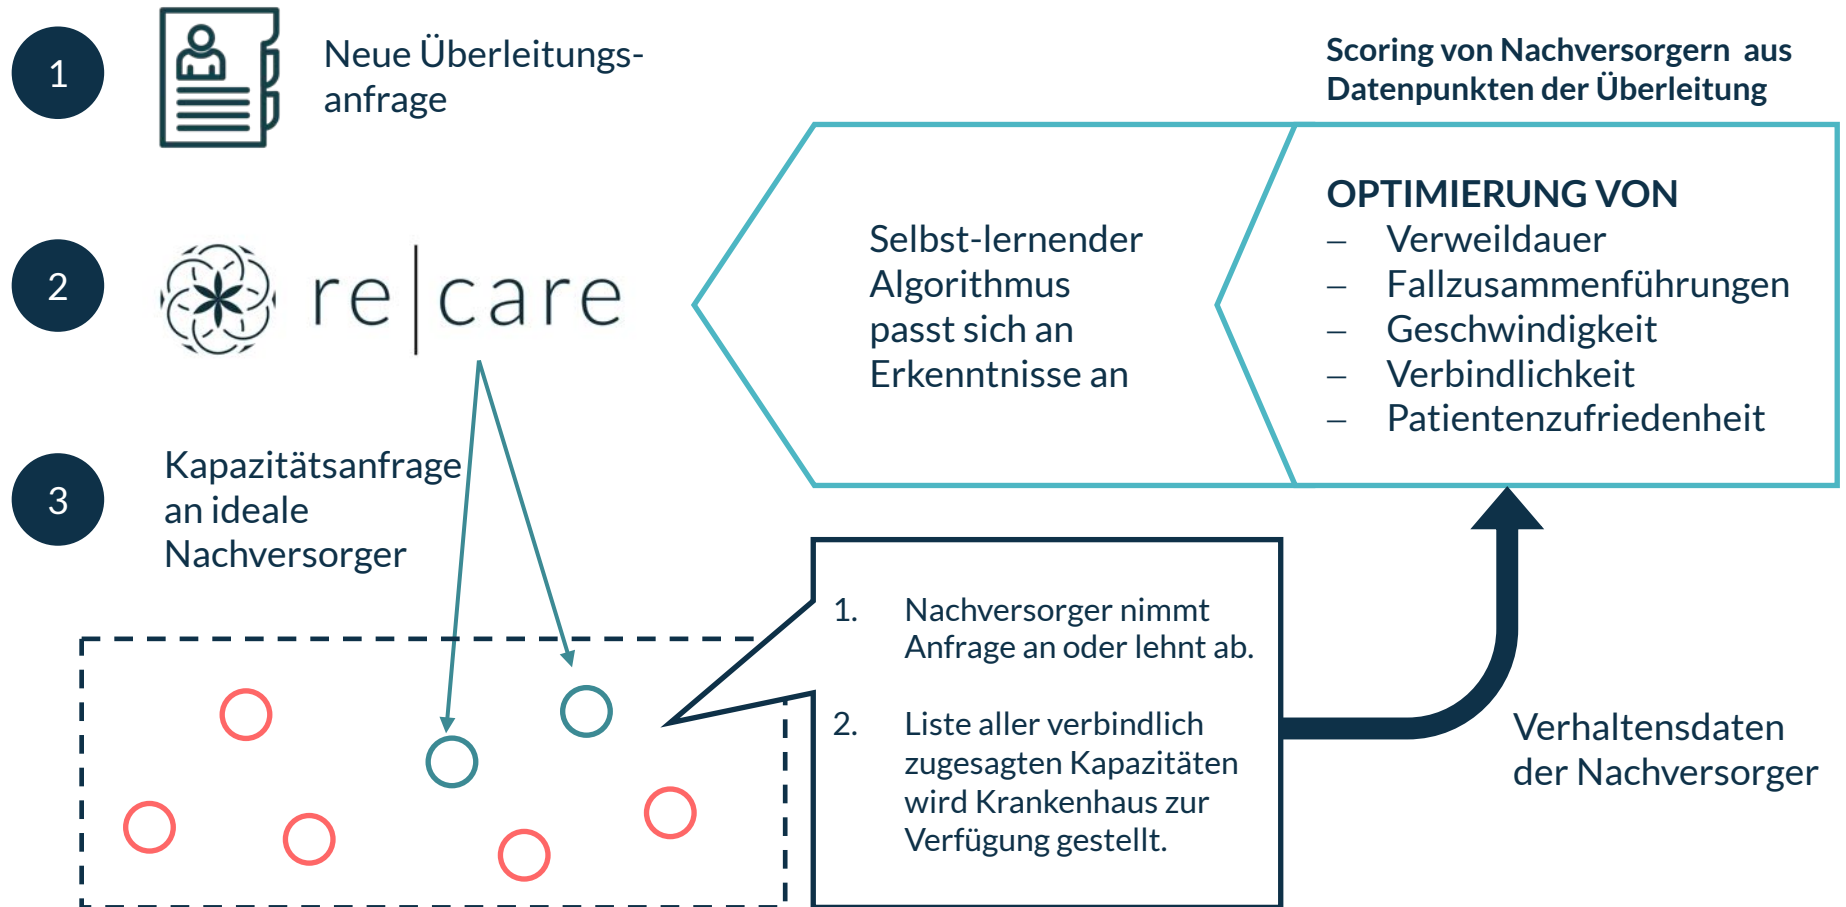 1
Neue Überleitungs-
anfrage
2
re|care
3
Kapazitätsanfrage
an ideale
Nachversorger
Scoring von Nachversorgern aus
Datenpunkten der Überleitung
Selbst-lernender
Algorithmus
passt sich an
Erkenntnisse an
OPTIMIERUNG VON
– Verweildauer
– Fallzusammenführungen
– Geschwindigkeit
– Verbindlichkeit
– Patientenzufriedenheit
1. Nachversorger nimmt
Anfrage an oder lehnt ab.
2. Liste aller verbindlich
zugesagten Kapazitäten
wird Krankenhaus zur
Verfügung gestellt.
Verhaltensdaten
der Nachversorger